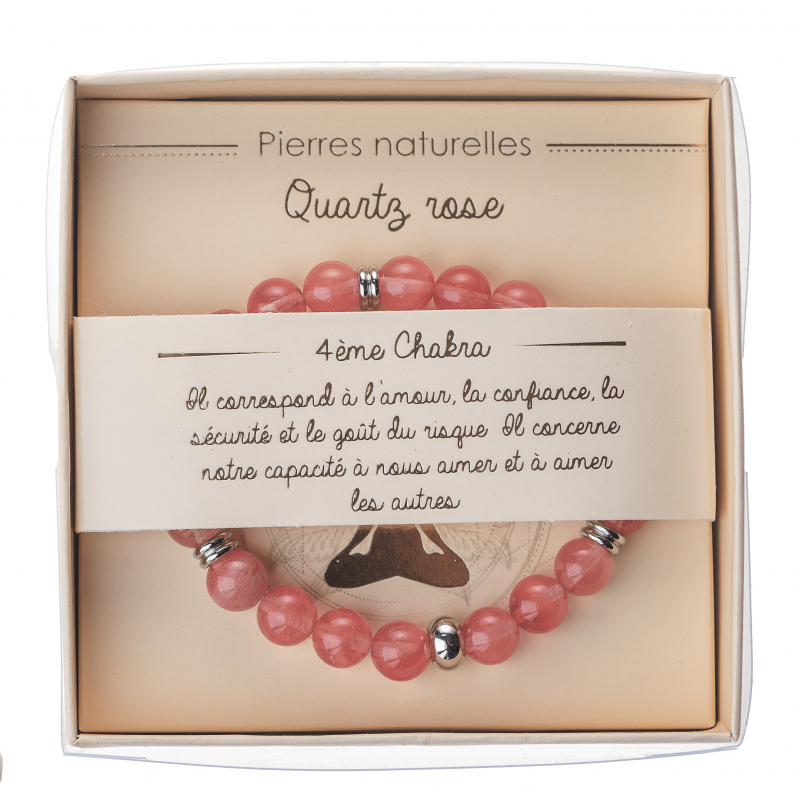 Pierres naturelles
Quartz rose
4ème Chakra
Il correspond à l'amour, la confiance, la
sécurité et le goût du risque Il concerne
notre capacité à nous aimer et à aimer
les autres.